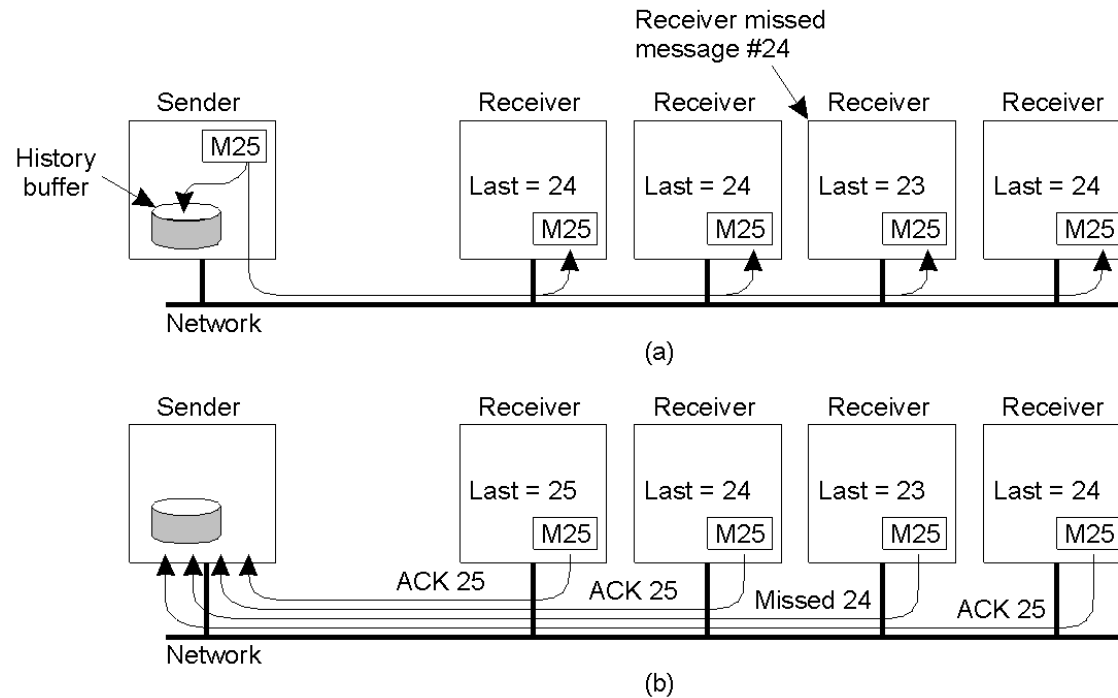 Receiver missed
message #24
Sender
Receiver
Receiver
Receiver
Receiver
History
buffer
M25
Last = 24
Last = 24
Last = 23
Last = 24
M25
M25
M25
M25
Network
(a)
Sender
Receiver
Receiver
Receiver
Receiver
Last = 25
Last = 24
Last = 23
Last = 24
M25
M25
M25
M25
ACK 25
ACK 25
Missed 24
ACK 25
Network
(b)